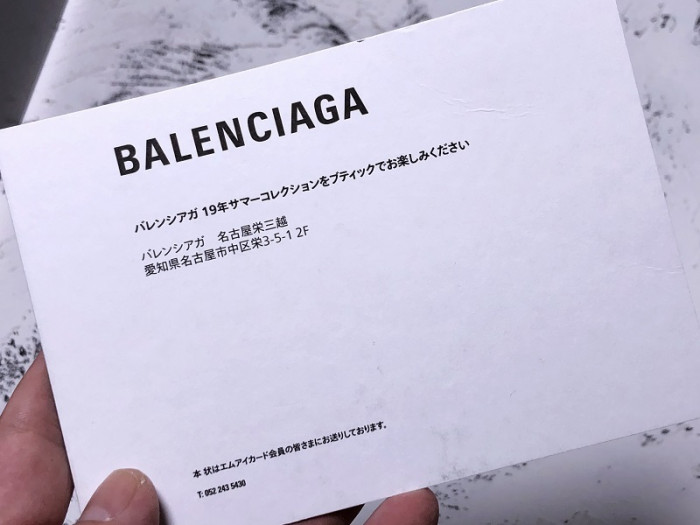 BALENCIAGA
バレンシアガ 19年サマーコレクションをブティックでお楽しみください
バレンシアガ　名古屋栄三越
愛知県名古屋市中区栄3-5-1 2F
本 状はエムアイカード会員の皆さまにお送りしております。
T: 052 243 5430